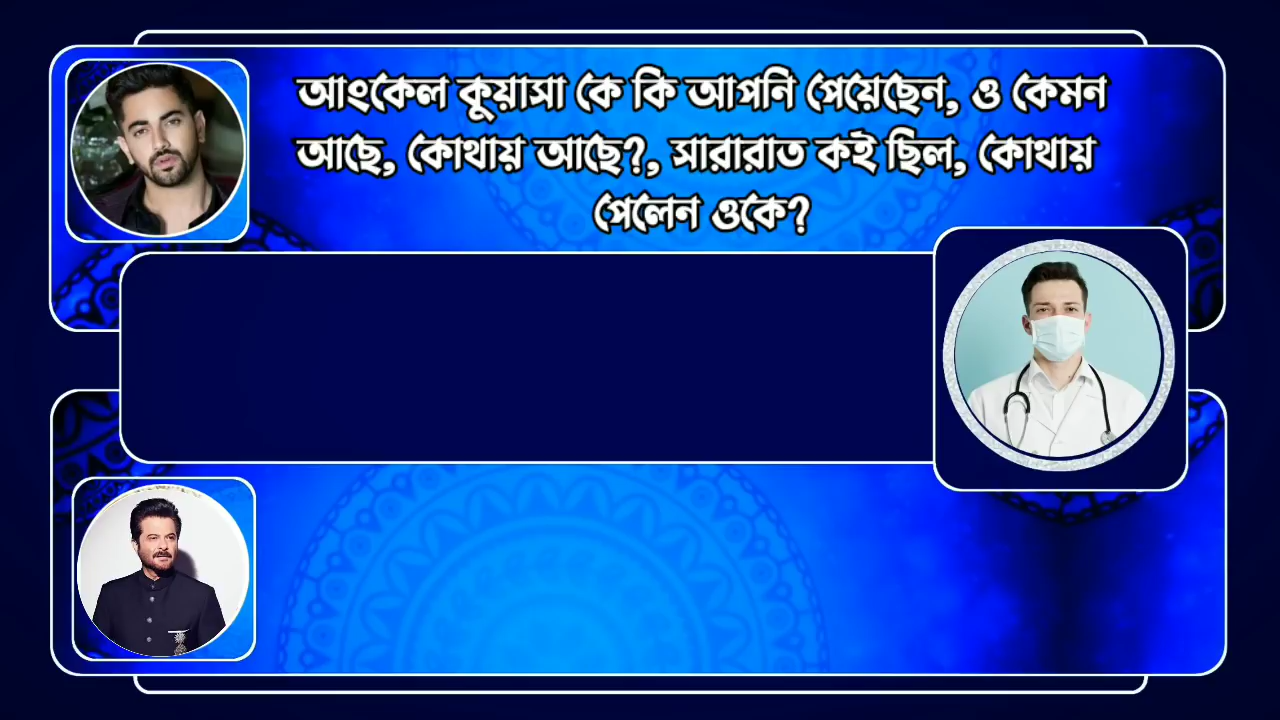 আংকেল কুয়াসা কে কি আপনি পেয়েছেন, ও কেমন
আছে, কোথায় আছে?, সারারাত কই ছিল, কোথায়
পেলেন ওকে?